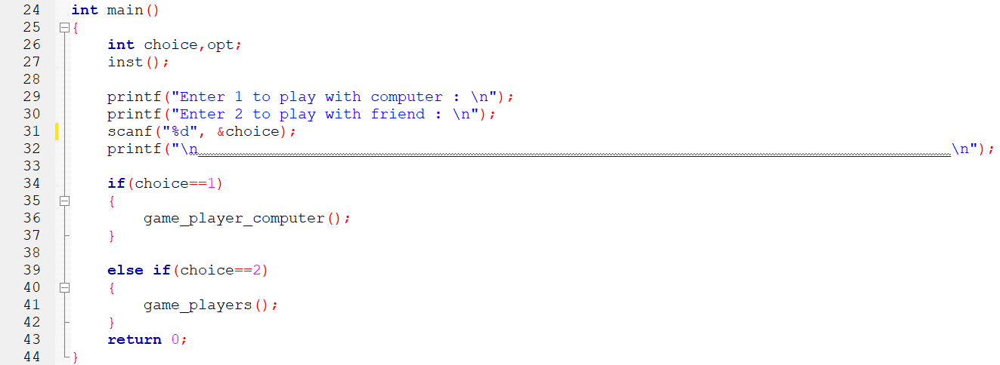 24 int main()
25 {
26 int choice,opt;
27 inst();
28
29 printf("Enter 1 to play with computer : \n");
30 printf("Enter 2 to play with friend : \n");
31 scanf("%d", &choice);
32 printf("\n___________________________________________________________________________________\n");
33
34 if(choice==1)
35 {
36 game_player_computer();
37 }
38
39 else if(choice==2)
40 {
41 game_players();
42 }
43 return 0;
44 }